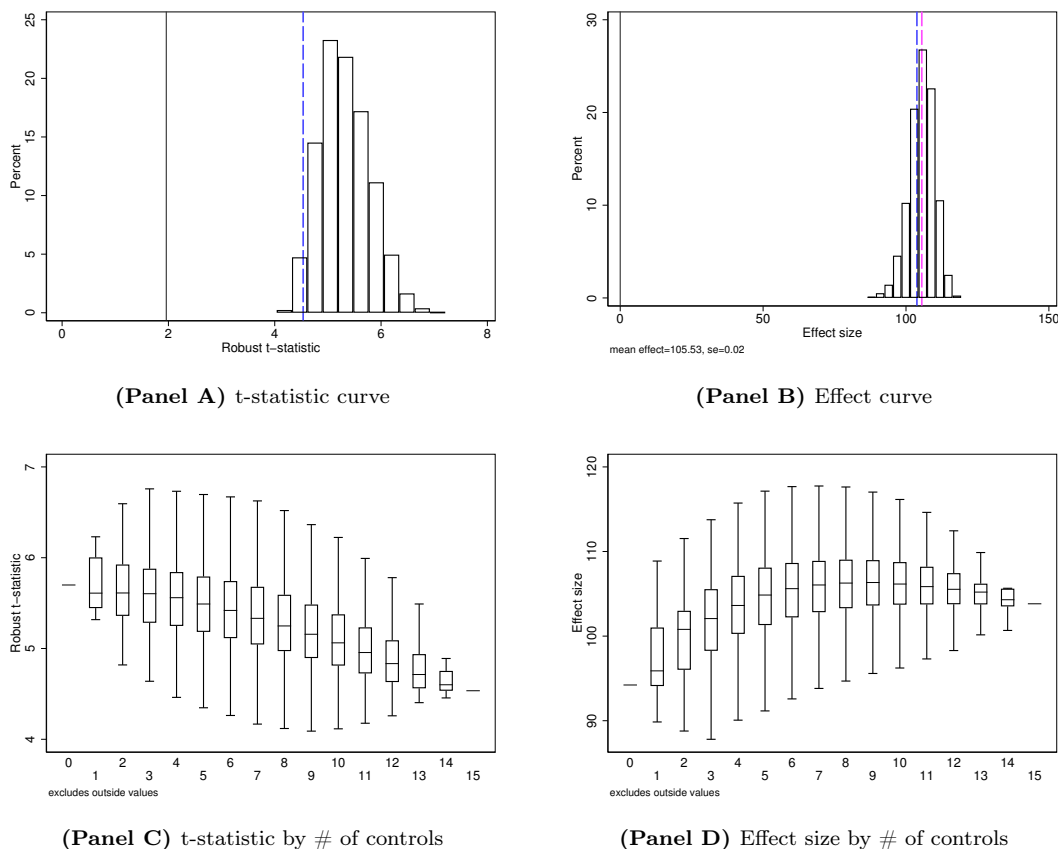 Percent
25
20
15
10
5
0
0 2 4 6 8
Robust t−statistic
(Panel A) t-statistic curve
Percent
30
20
10
0
0 50 100 150
Effect size
mean effect=105.53, se=0.02
(Panel B) Effect curve
Robust t−statistic
7
6
5
4
0 2 4 6 8 10 12 14
1 3 5 7 9 11 13 15
excludes outside values
(Panel C) t-statistic by # of controls
Effect size
120
110
100
90
0 2 4 6 8 10 12 14
1 3 5 7 9 11 13 15
excludes outside values
(Panel D) Effect size by # of controls